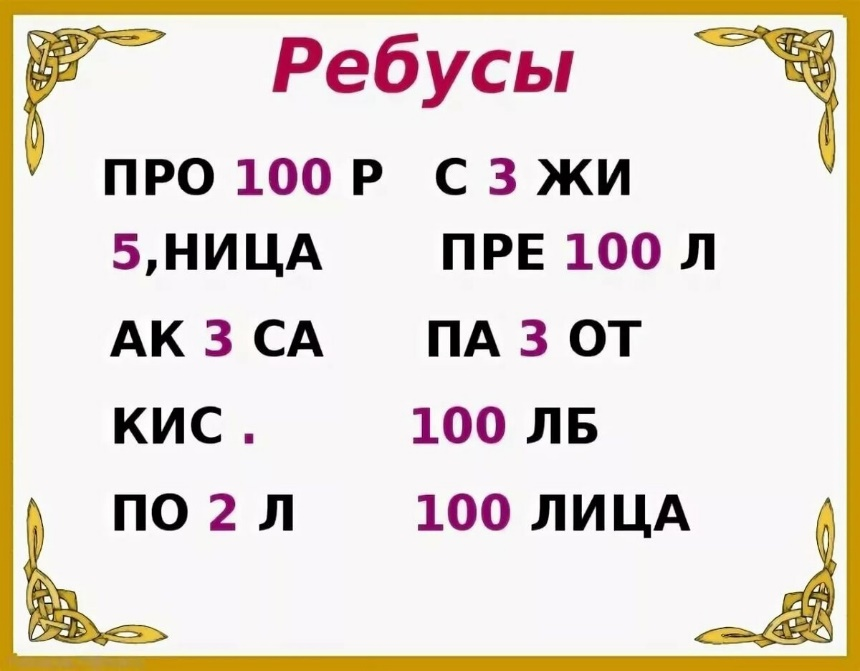 Ребусы
ПРО 100 Р С 3 ЖИ
5,НИЦА ПРЕ 100 Л
АК 3 СА ПА 3 ОТ
КИС . 100 ЛБ
ПО 2 Л 100 ЛИЦА